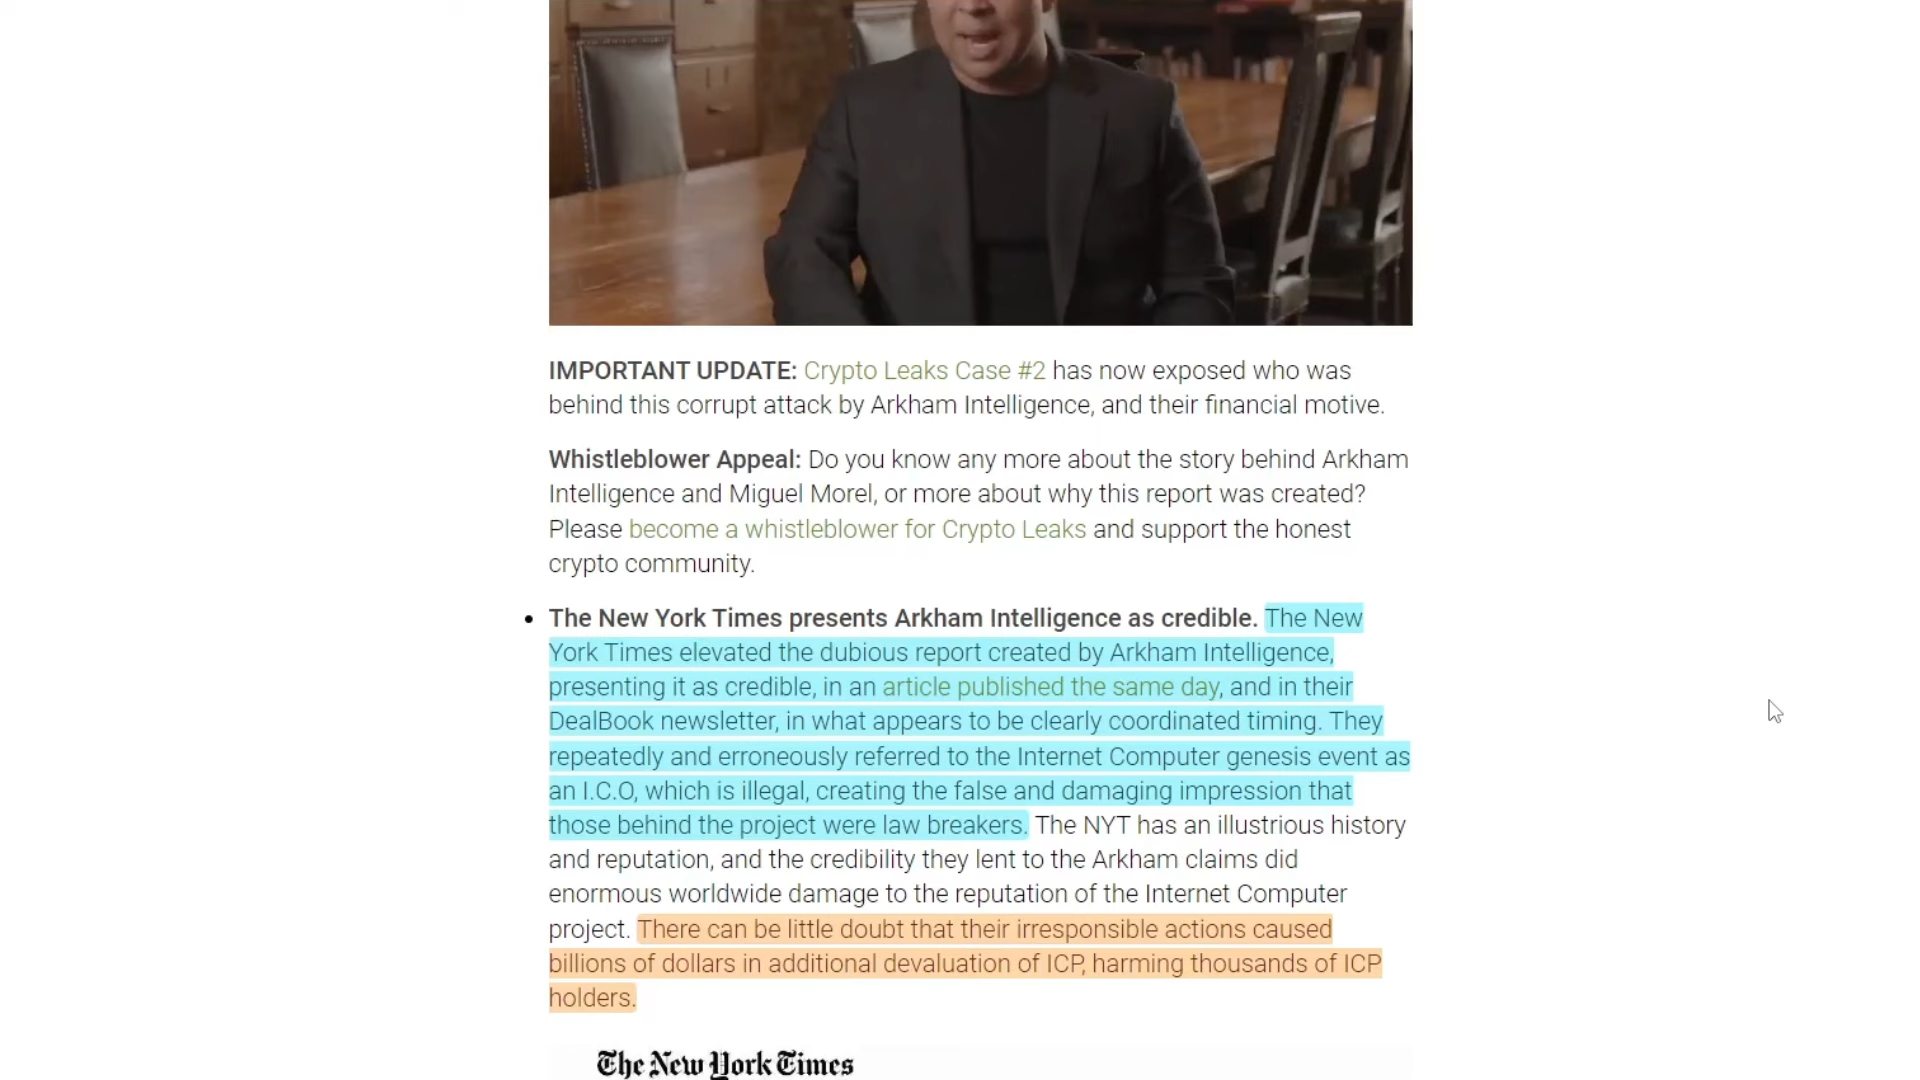 IMPORTANT UPDATE: Crypto Leaks Case #2 has now exposed who was
behind this corrupt attack by Arkham Intelligence, and their financial motive.
Whistleblower Appeal: Do you know any more about the story behind Arkham
Intelligence and Miguel Morel, or more about why this report was created?
Please become a whistleblower for Crypto Leaks and support the honest
crypto community.
• The New York Times presents Arkham Intelligence as credible. The New
York Times elevated the dubious report created by Arkham Intelligence,
presenting it as credible, in an article published the same day, and in their
DealBook newsletter, in what appears to be clearly coordinated timing. They
repeatedly and erroneously referred to the Internet Computer genesis event as
an I.C.O, which is illegal, creating the false and damaging impression that
those behind the project were law breakers. The NYT has an illustrious history
and reputation, and the credibility they lent to the Arkham claims did
enormous worldwide damage to the reputation of the Internet Computer
project. There can be little doubt that their irresponsible actions caused
billions of dollars in additional devaluation of ICP, harming thousands of ICP
holders.
The New York Times